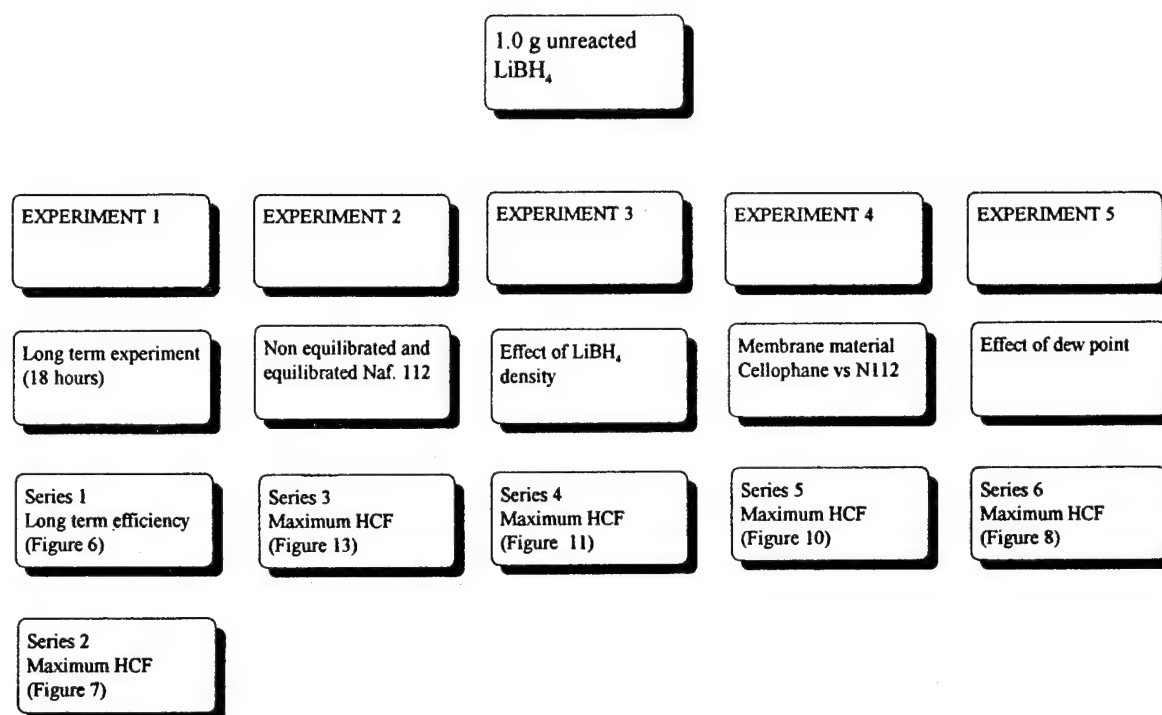 1.0 g unreacted
LiBH₄
EXPERIMENT 1
EXPERIMENT 2
EXPERIMENT 3
EXPERIMENT 4
EXPERIMENT 5
Long term experiment
(18 hours)
Non equilibrated and
equilibrated Naf. 112
Effect of LiBH₄
density
Membrane material
Cellophane vs N112
Effect of dew point
Series 1
Long term efficiency
(Figure 6)
Series 3
Maximum HCF
(Figure 13)
Series 4
Maximum HCF
(Figure 11)
Series 5
Maximum HCF
(Figure 10)
Series 6
Maximum HCF
(Figure 8)
Series 2
Maximum HCF
(Figure 7)